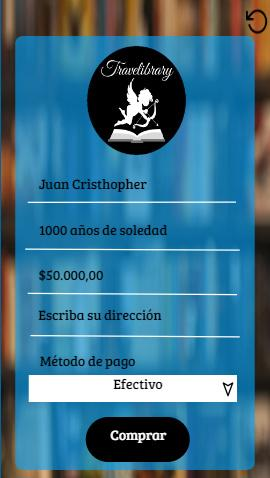 Travelibrary
Juan Cristhopher
1000 años de soledad
$50.000,00
Escriba su dirección
Método de pago
Efectivo
Comprar